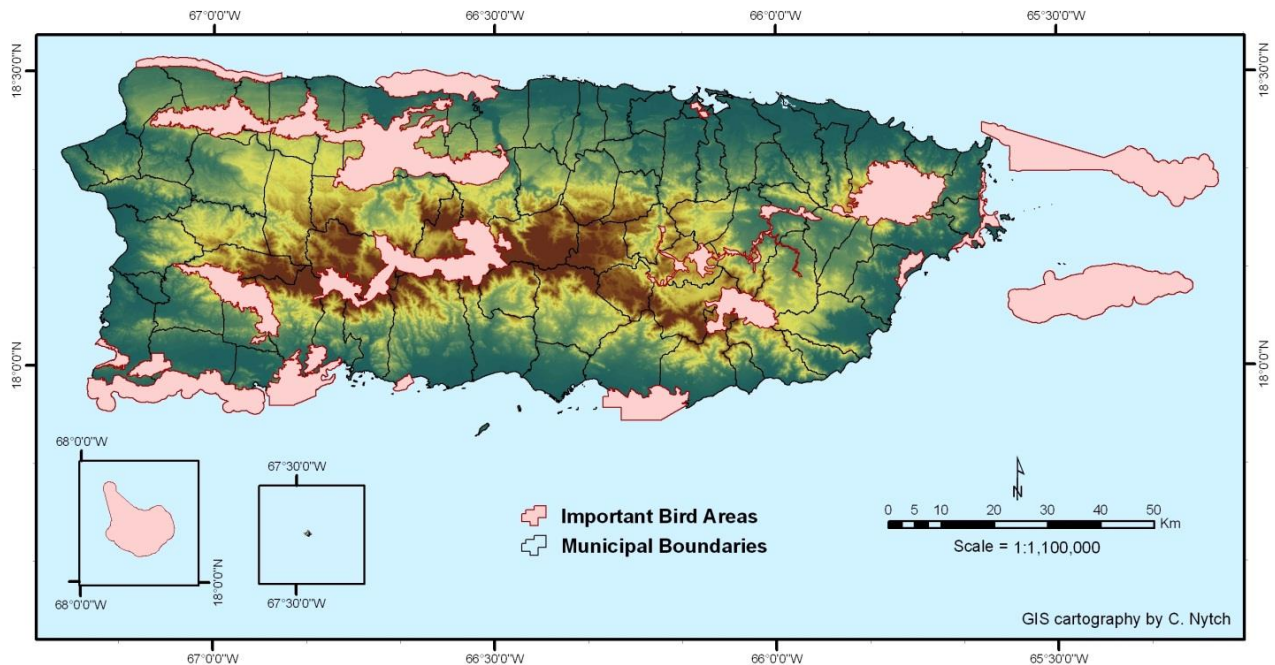 67°0'0"W
66°30'0"W
66°0'0"W
65°30'0"W
18°30'0"N
18°30'0"N
18°0'0"N
18°0'0"N
68°0'0"W
67°30'0"W
Important Bird Areas
Municipal Boundaries
N
0 5 10 20 30 40 50
Km
Scale = 1:1,100,000
18°0'0"N
68°0'0"W
67°30'0"W
GIS cartography by C. Nytch
67°0'0"W
66°30'0"W
66°0'0"W
65°30'0"W